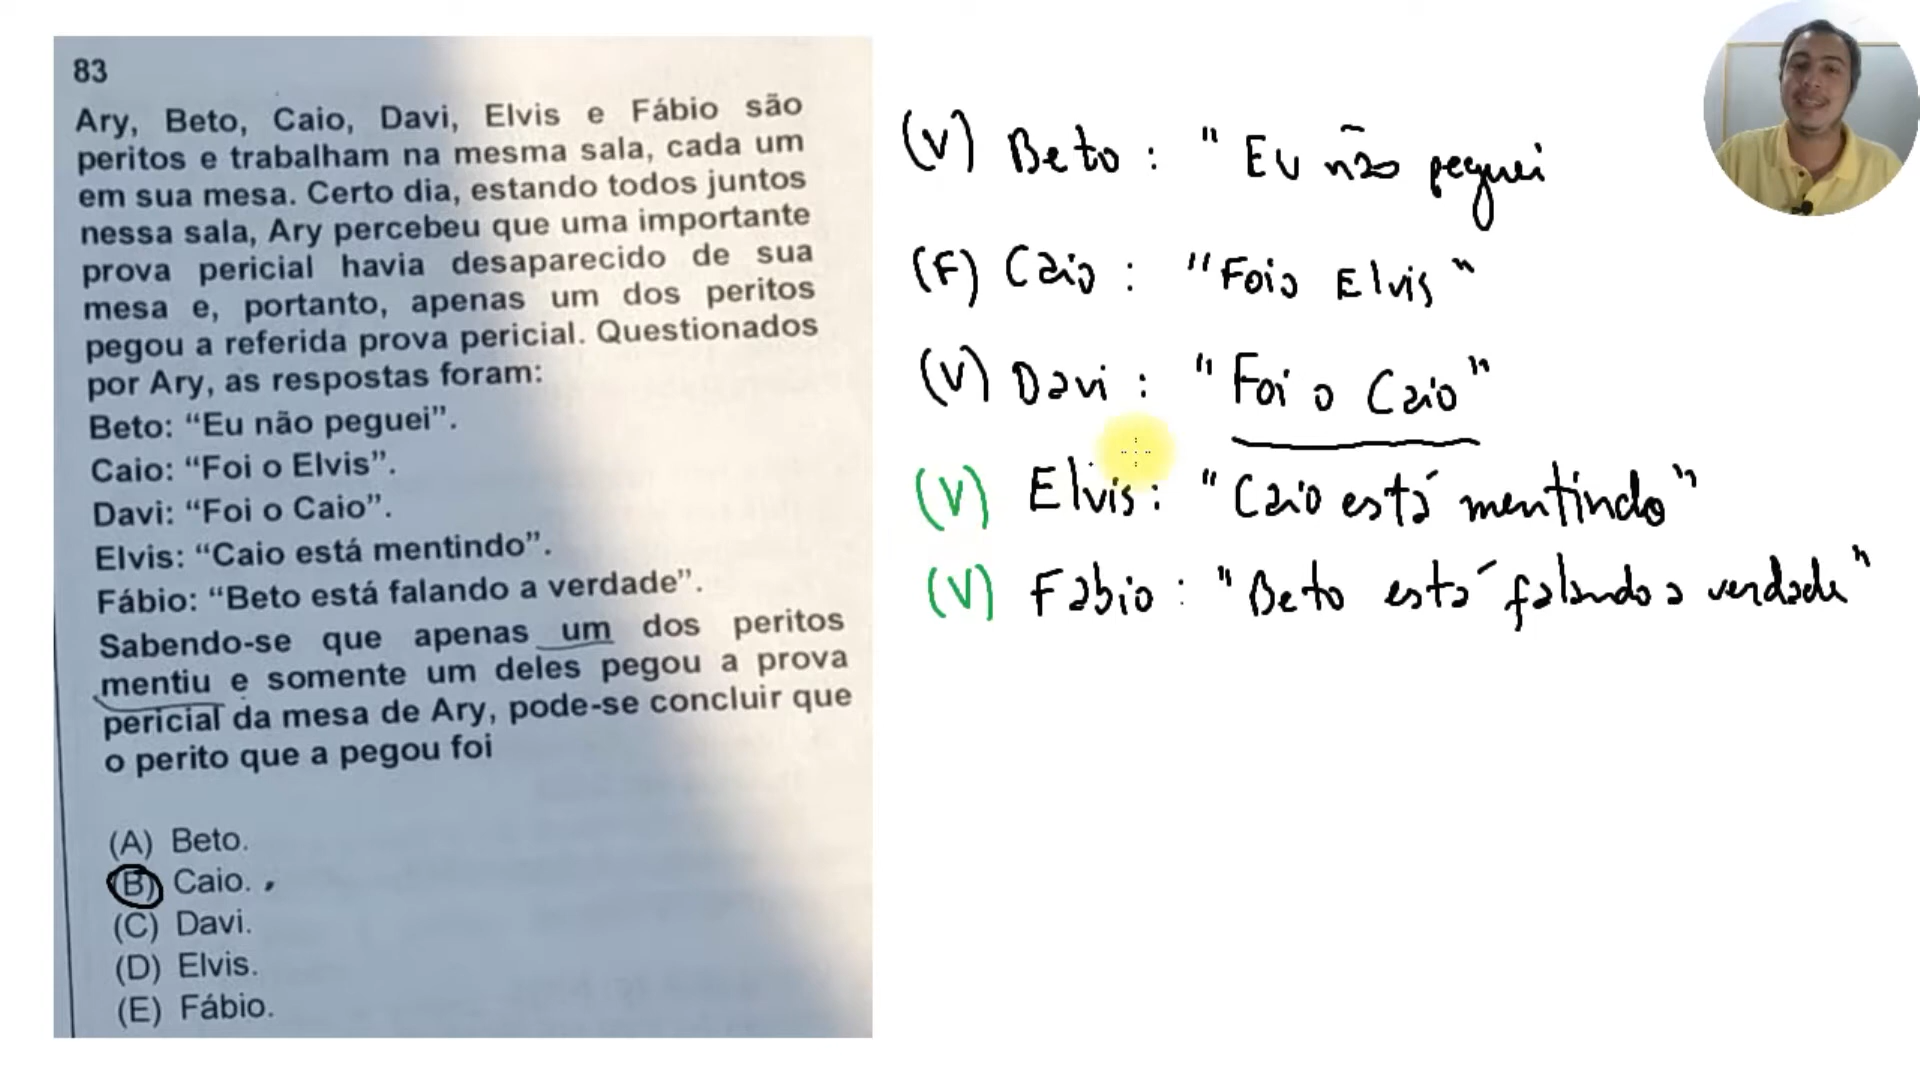 83
Ary, Beto, Caio, Davi, Elvis e Fábio são
peritos e trabalham na mesma sala, cada um
em sua mesa. Certo dia, estando todos juntos
nessa sala, Ary percebeu que uma importante
prova pericial havia desaparecido de sua
mesa e, portanto, apenas um dos peritos
pegou a referida prova pericial. Questionados
por Ary, as respostas foram:
Beto: “Eu não peguei”.
Caio: “Foi o Elvis”.
Davi: “Foi o Caio”.
Elvis: “Caio está mentindo”.
Fábio: “Beto está falando a verdade”.
Sabendo-se que apenas um dos peritos
mentiu e somente um deles pegou a prova
pericial da mesa de Ary, pode-se concluir que
o perito que a pegou foi
(A) Beto.
(B) Caio.
(C) Davi.
(D) Elvis.
(E) Fábio.
(V) Beto : " Eu não peguei
(F) Caio : "Foi o Elvis"
(V) Davi : "Foi o Caio"
(V) Elvis : "Caio está mentindo"
(V) Fabio : "Beto está falando a verdade"